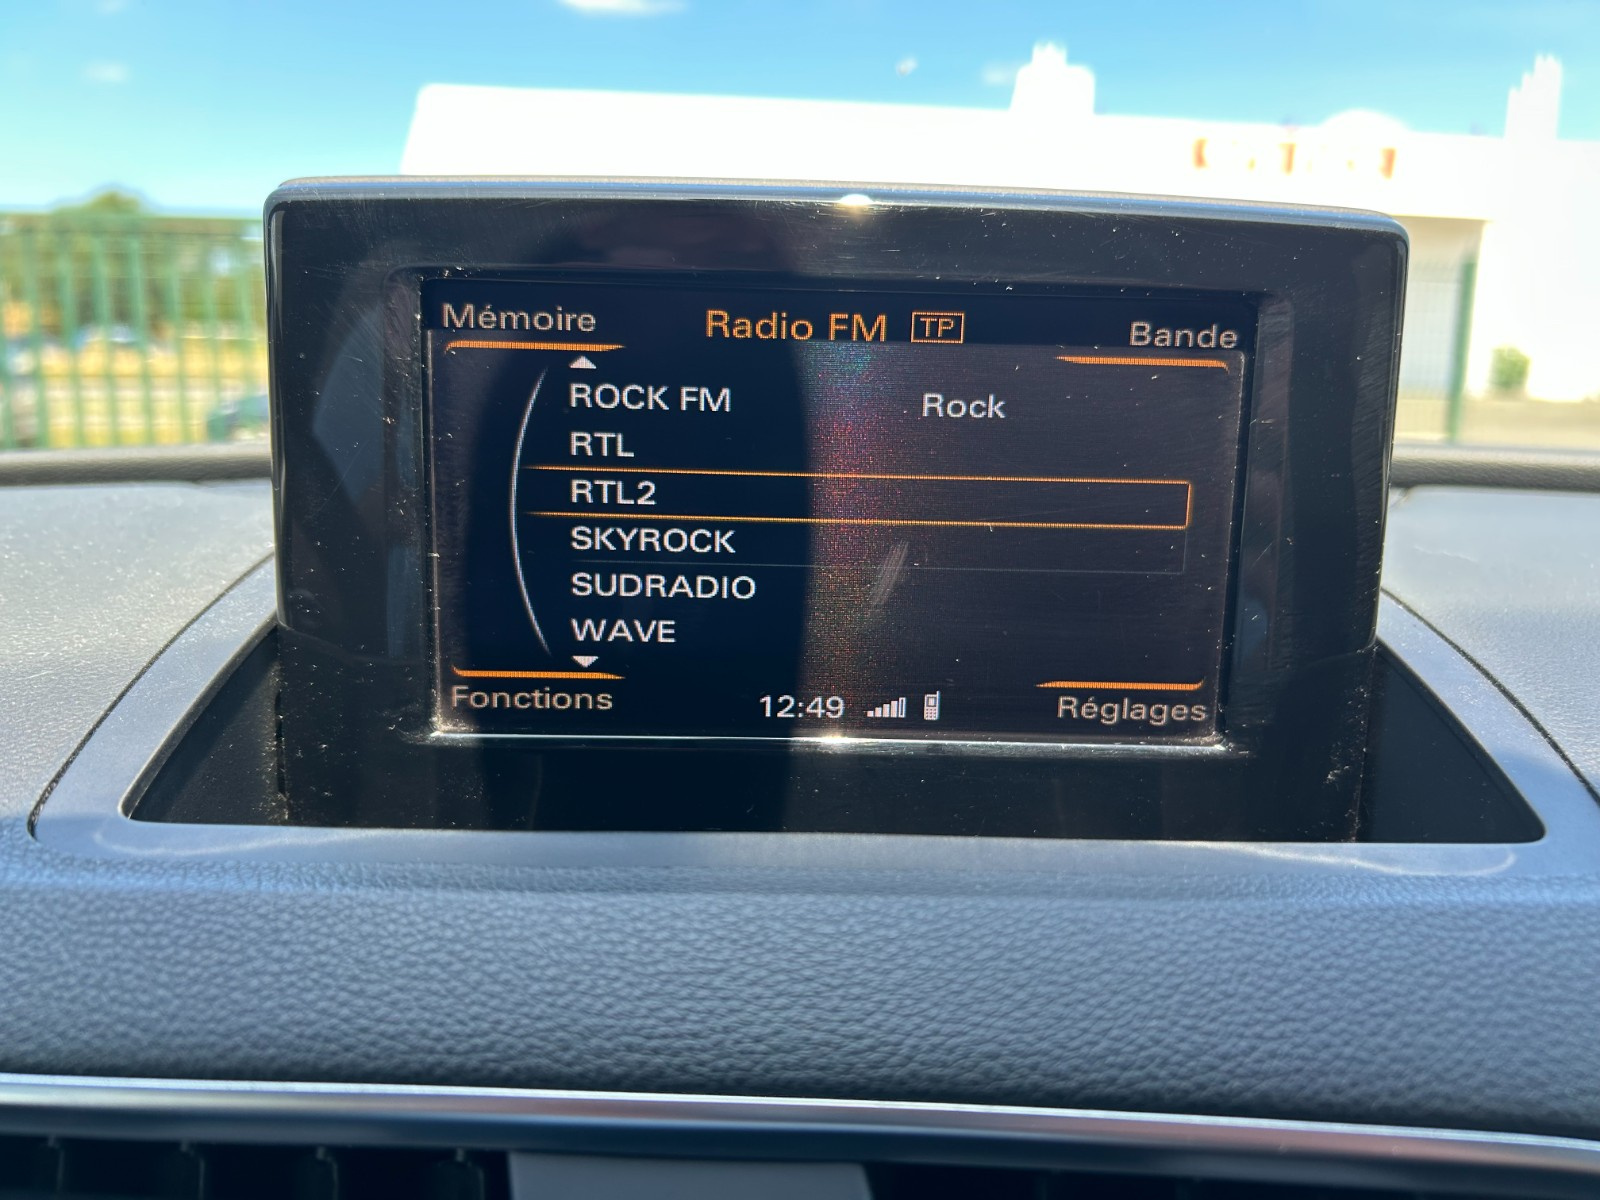 Mémoire Radio FM TP Bande
ROCK FM Rock
RTL
RTL2
SKYROCK
SUDRADIO
WAVE
Fonctions 12:49 Réglages